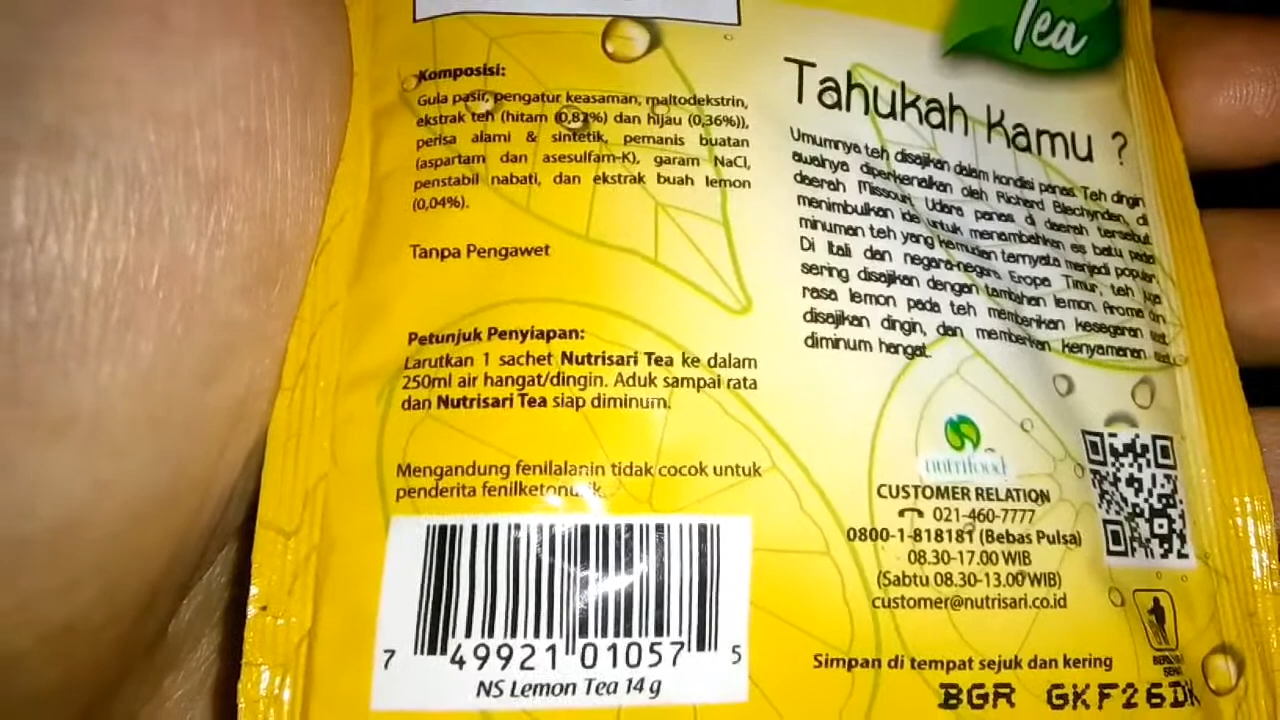 Tea
Komposisi:
Gula pasir, pengatur keasaman, maltodekstrin,
ekstrak teh (hitam (0,82%) dan hijau (0,36%)),
perisa alami & sintetik, pemanis buatan
(aspartam dan asesulfam-K), garam NaCl,
penstabil nabati, dan ekstrak buah lemon
(0,04%).
Tanpa Pengawet
Petunjuk Penyiapan:
Larutkan 1 sachet Nutrisari Tea ke dalam
250ml air hangat/dingin. Aduk sampai rata
dan Nutrisari Tea siap diminum.
Mengandung fenilalanin tidak cocok untuk
penderita
7 49921 01057 5
NS Lemon Tea 14 g
Tahukah Kamu ?
Umumnya teh disajikan dalam kondisi panas. Teh dingin
awalnya diperkenalkan oleh Richard Blechynden, di
daerah Missouri. Udara panas di daerah tersebut
menimbulkan ide untuk menambahkan es batu pada
minuman teh yang kemudian ternyata menjadi populer.
Di Itali dan negara-negara Eropa Timur, teh juga
sering disajikan dengan tambahan lemon. Aroma dan
rasa lemon pada teh memberikan kesegaran saat
disajikan dingin, dan memberikan kenyamanan saat
diminum hangat.
nutrifood
CUSTOMER RELATION
021-460-7777
0800-1-818181 (Bebas Pulsa)
08.30-17.00 WIB
(Sabtu 08.30-13.00 WIB)
customer@nutrisari.co.id
Simpan di tempat sejuk dan kering
BGR GKF26DK